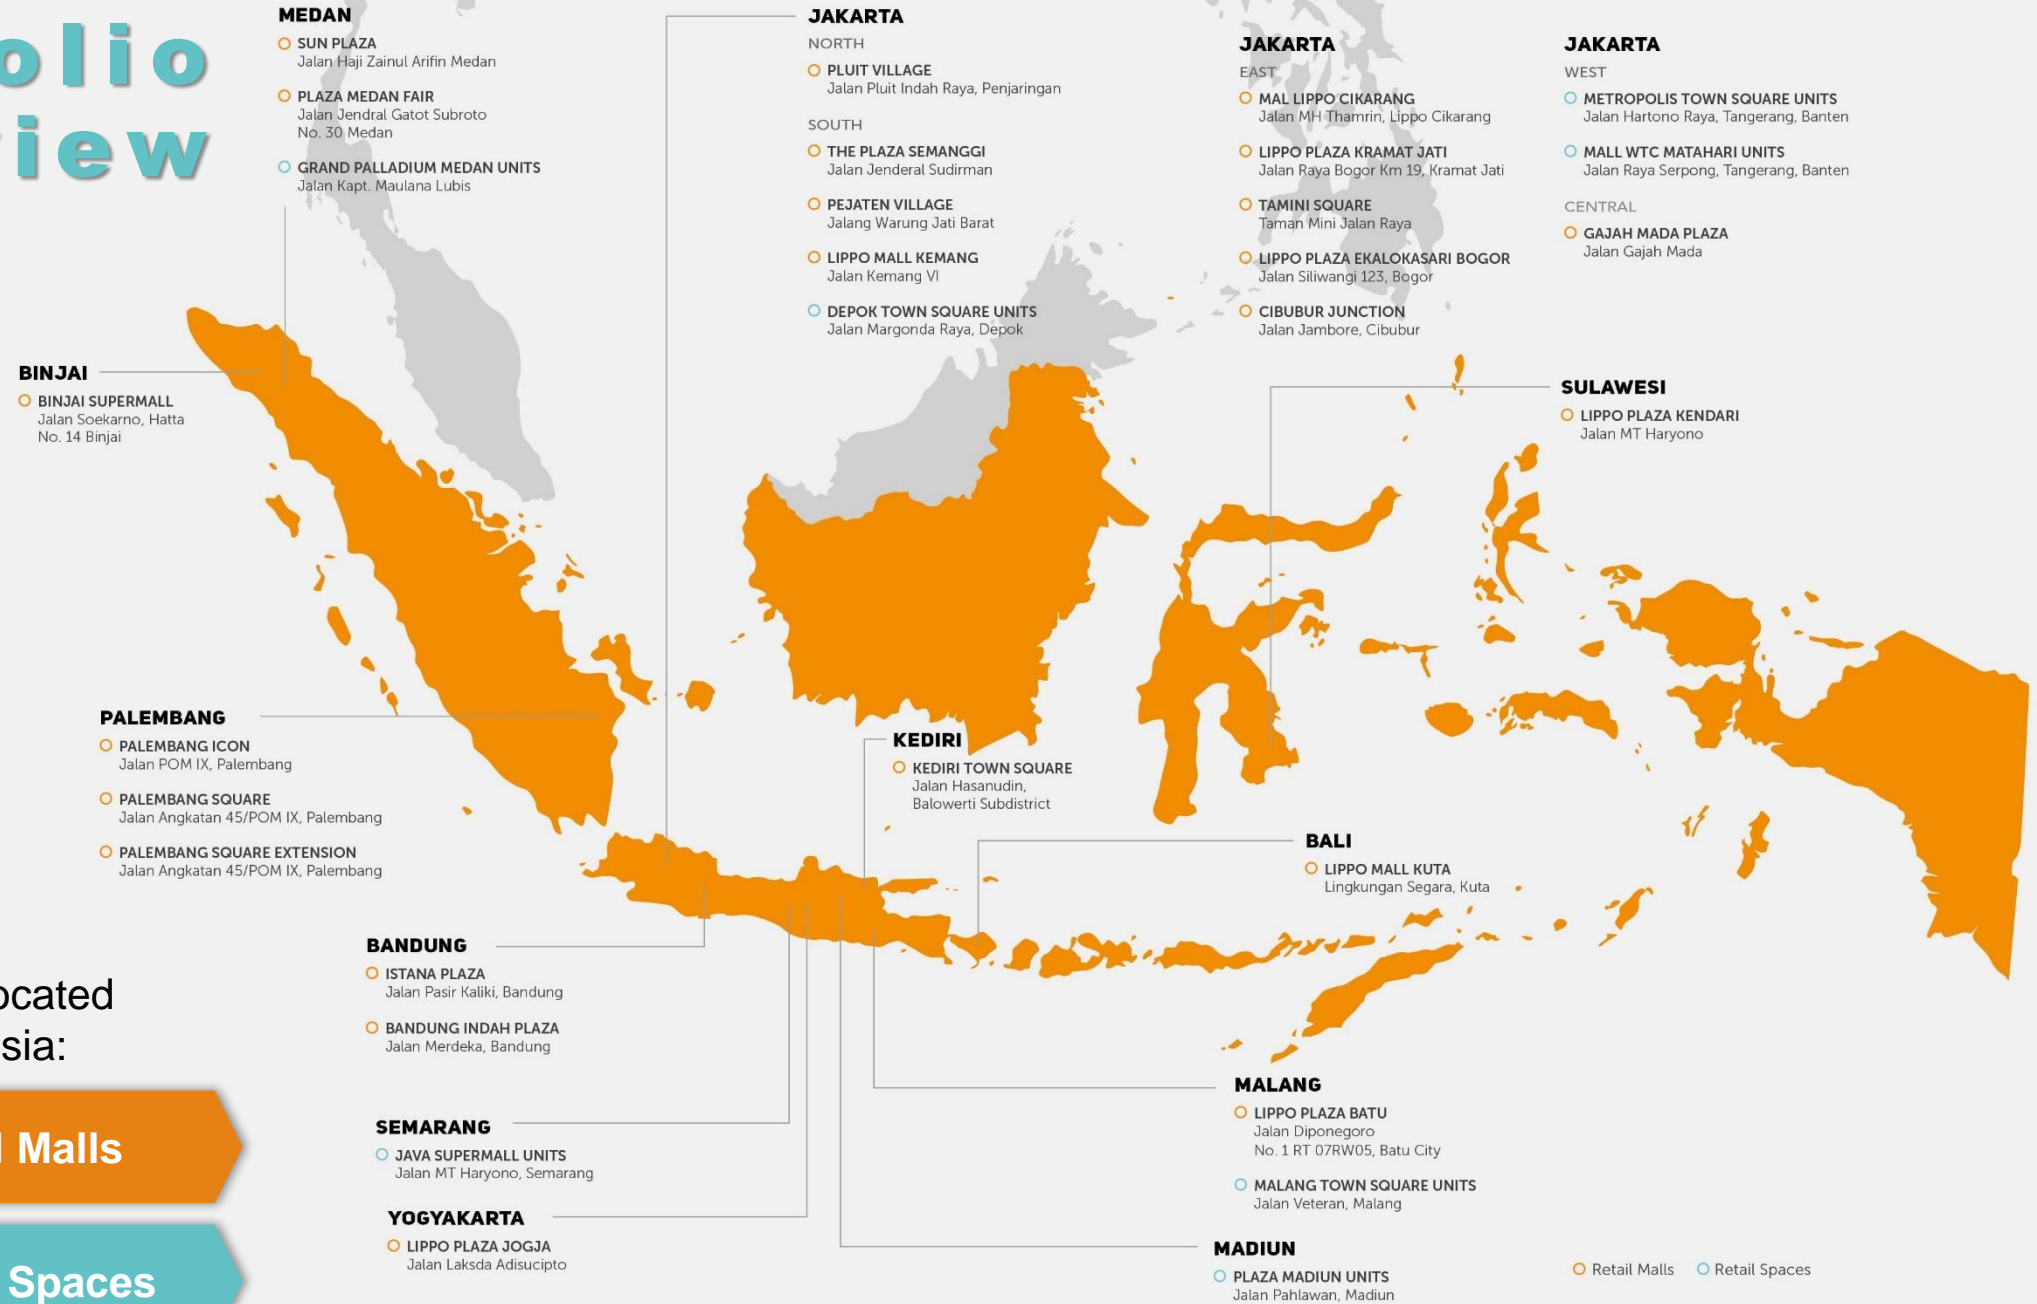 olio
view
MEDAN
SUN PLAZA
Jalan Haji Zainul Arifin Medan
PLAZA MEDAN FAIR
Jalan Jendral Gatot Subroto
No. 30 Medan
GRAND PALLADIUM MEDAN UNITS
Jalan Kapt. Maulana Lubis
JAKARTA
NORTH
PLUIT VILLAGE
Jalan Pluit Indah Raya, Penjaringan
SOUTH
THE PLAZA SEMANGGI
Jalan Jenderal Sudirman
PEJATEN VILLAGE
Jalang Warung Jati Barat
LIPPO MALL KEMANG
Jalan Kemang VI
DEPOK TOWN SQUARE UNITS
Jalan Margonda Raya, Depok
JAKARTA
EAST
MAL LIPPO CIKARANG
Jalan MH Thamrin, Lippo Cikarang
LIPPO PLAZA KRAMAT JATI
Jalan Raya Bogor Km 19, Kramat Jati
TAMINI SQUARE
Taman Mini Jalan Raya
LIPPO PLAZA EKALOKASARI BOGOR
Jalan Siliwangi 123, Bogor
CIBUBUR JUNCTION
Jalan Jambore, Cibubur
JAKARTA
WEST
METROPOLIS TOWN SQUARE UNITS
Jalan Hartono Raya, Tangerang, Banten
MALL WTC MATAHARI UNITS
Jalan Raya Serpong, Tangerang, Banten
CENTRAL
GAJAH MADA PLAZA
Jalan Gajah Mada
BINJAI
BINJAI SUPERMALL
Jalan Soekarno, Hatta
No. 14 Binjai
SULAWESI
LIPPO PLAZA KENDARI
Jalan MT Haryono
PALEMBANG
PALEMBANG ICON
Jalan POM IX, Palembang
PALEMBANG SQUARE
Jalan Angkatan 45/POM IX, Palembang
PALEMBANG SQUARE EXTENSION
Jalan Angkatan 45/POM IX, Palembang
KEDIRI
KEDIRI TOWN SQUARE
Jalan Hasanudin,
Balowerti Subdistrict
BALI
LIPPO MALL KUTA
Lingkungan Segara, Kuta
BANDUNG
ISTANA PLAZA
Jalan Pasir Kaliki, Bandung
BANDUNG INDAH PLAZA
Jalan Merdeka, Bandung
ocated
sia:
Malls
Spaces
SEMARANG
JAVA SUPERMALL UNITS
Jalan MT Haryono, Semarang
YOGYAKARTA
LIPPO PLAZA JOGJA
Jalan Laksda Adisucipto
MALANG
LIPPO PLAZA BATU
Jalan Diponegoro
No. 1 RT 07RW05, Batu City
MALANG TOWN SQUARE UNITS
Jalan Veteran, Malang
MADIUN
PLAZA MADIUN UNITS
Jalan Pahlawan, Madiun
Retail Malls
Retail Spaces